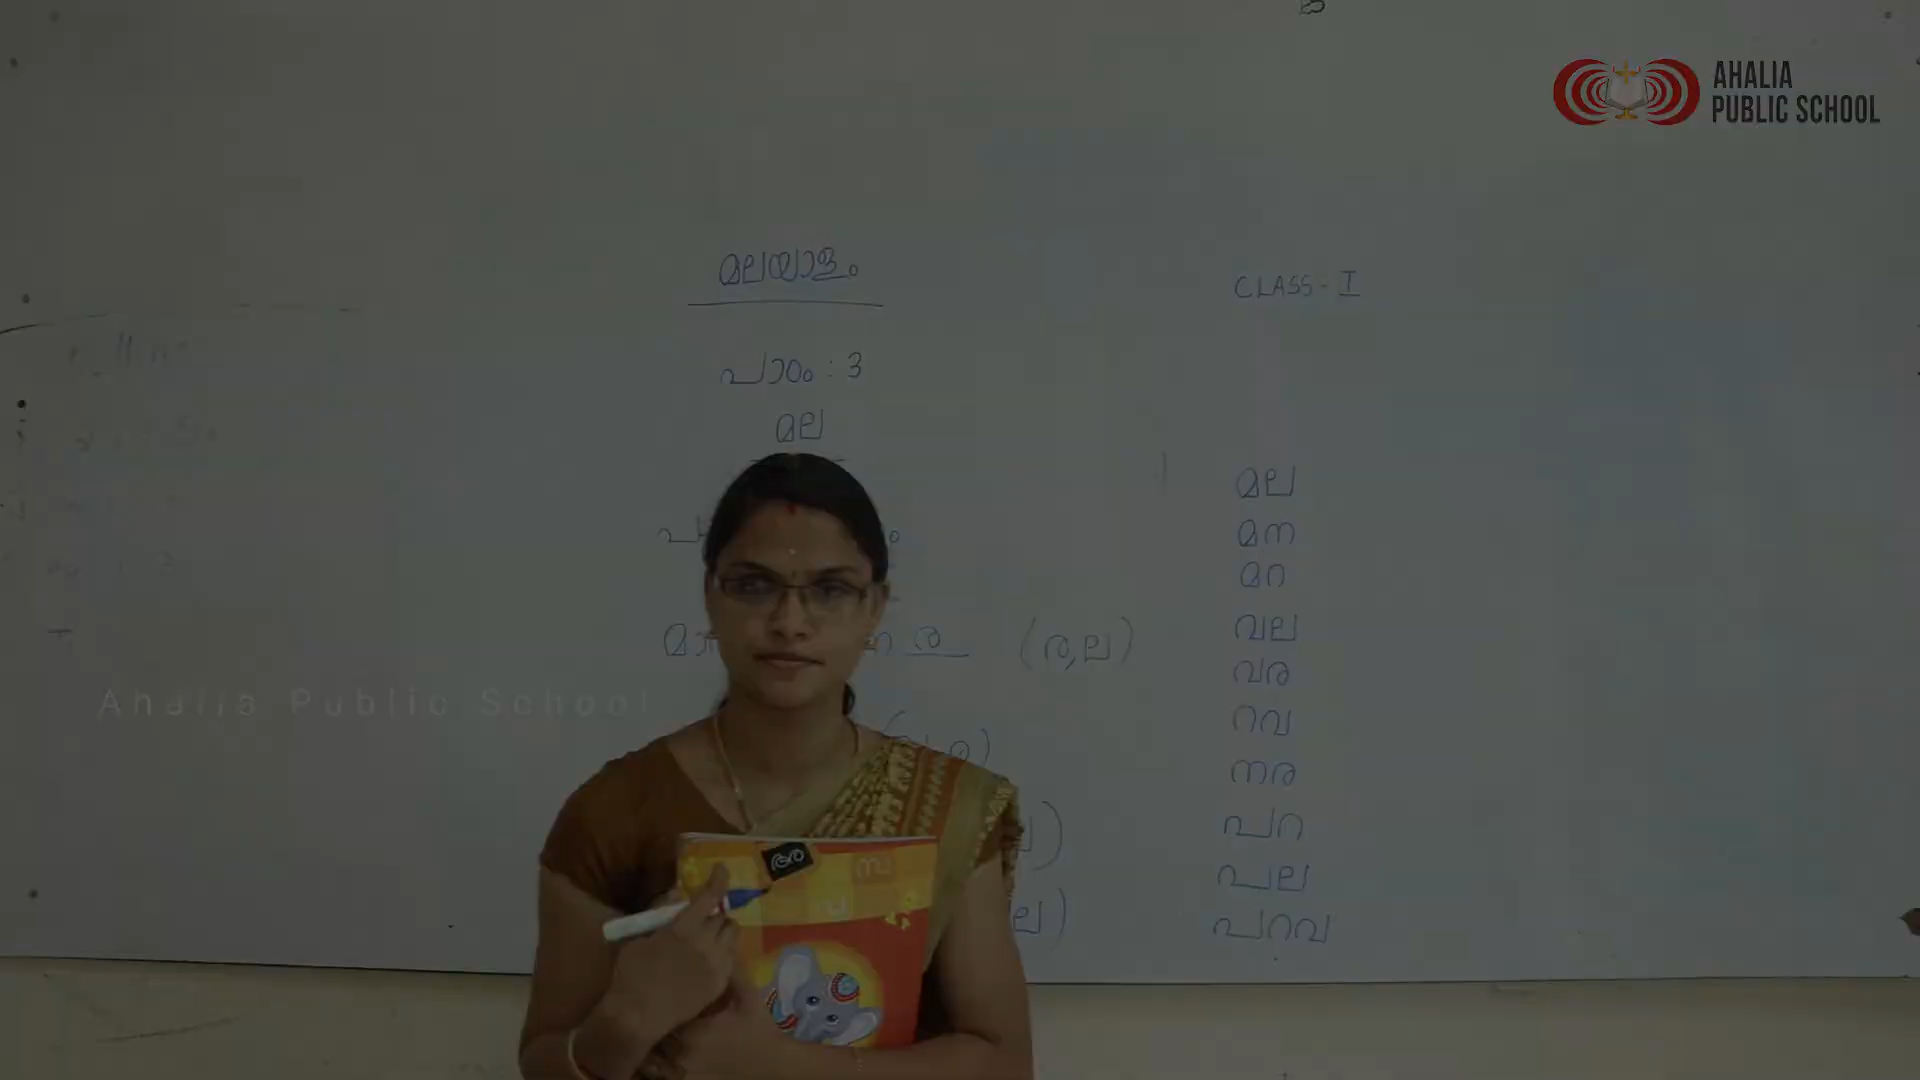 AHALIA
PUBLIC SCHOOL
മലയാളം
CLASS - I
പാഠം : 3
മല
മല
മന
മറ
വല
(ര,ല)
വര
Ahalia Public School
റവ
നര
പറ
പല
പറവ